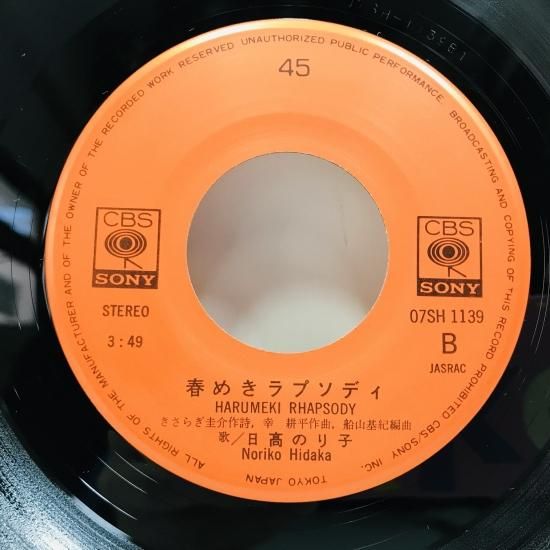 ALL RIGHTS OF THE MANUFACTURER AND OF THE OWNER OF THE RECORDED WORK RESERVED UNAUTHORIZED PUBLIC PERFORMANCE, BROADCASTING AND COPYING OF THIS RECORD PROHIBITED CBS/SONY INC. TOKYO JAPAN
45
CBS
SONY
CBS
SONY
STEREO
07SH 1139
3:49
B
JASRAC
春めきラプソディ
HARUMEKI RHAPSODY
きさらぎ圭介作詩, 幸 耕平作曲, 船山基紀編曲
歌／日髙のり子
Noriko Hidaka